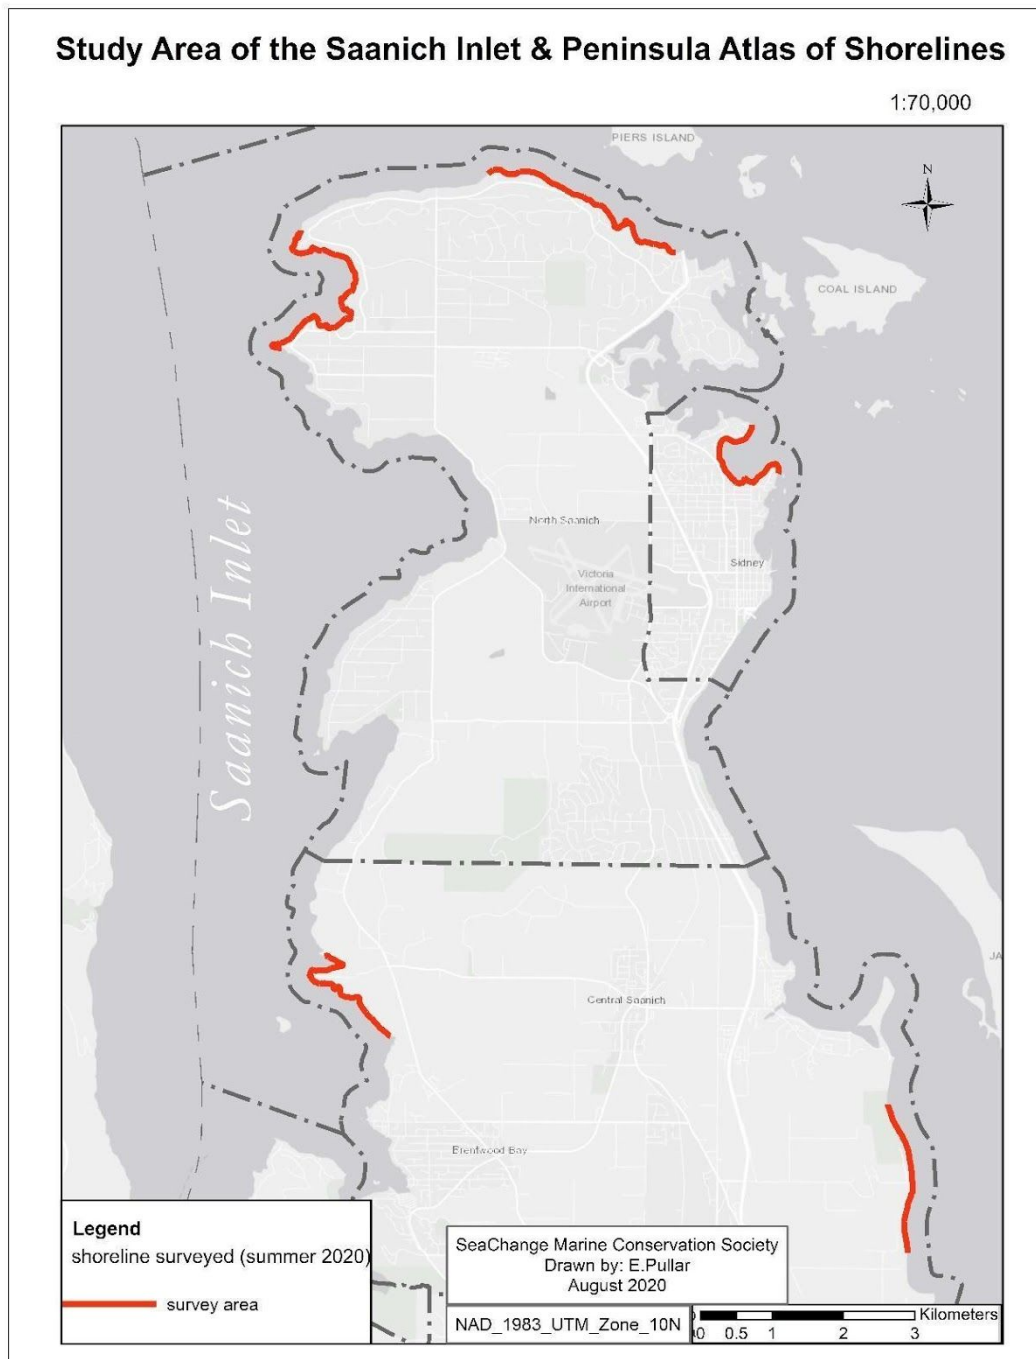 Study Area of the Saanich Inlet & Peninsula Atlas of Shorelines
1:70,000
PIERS ISLAND
N
COAL ISLAND
Saanich Inlet
North Saanich
Sidney
Victoria
International
Airport
JA
Central Saanich
Brentwood Bay
Legend
shoreline surveyed (summer 2020)
survey area
SeaChange Marine Conservation Society
Drawn by: E.Pullar
August 2020
NAD_1983_UTM_Zone_10N
Kilometers
0 0.5 1 2 3